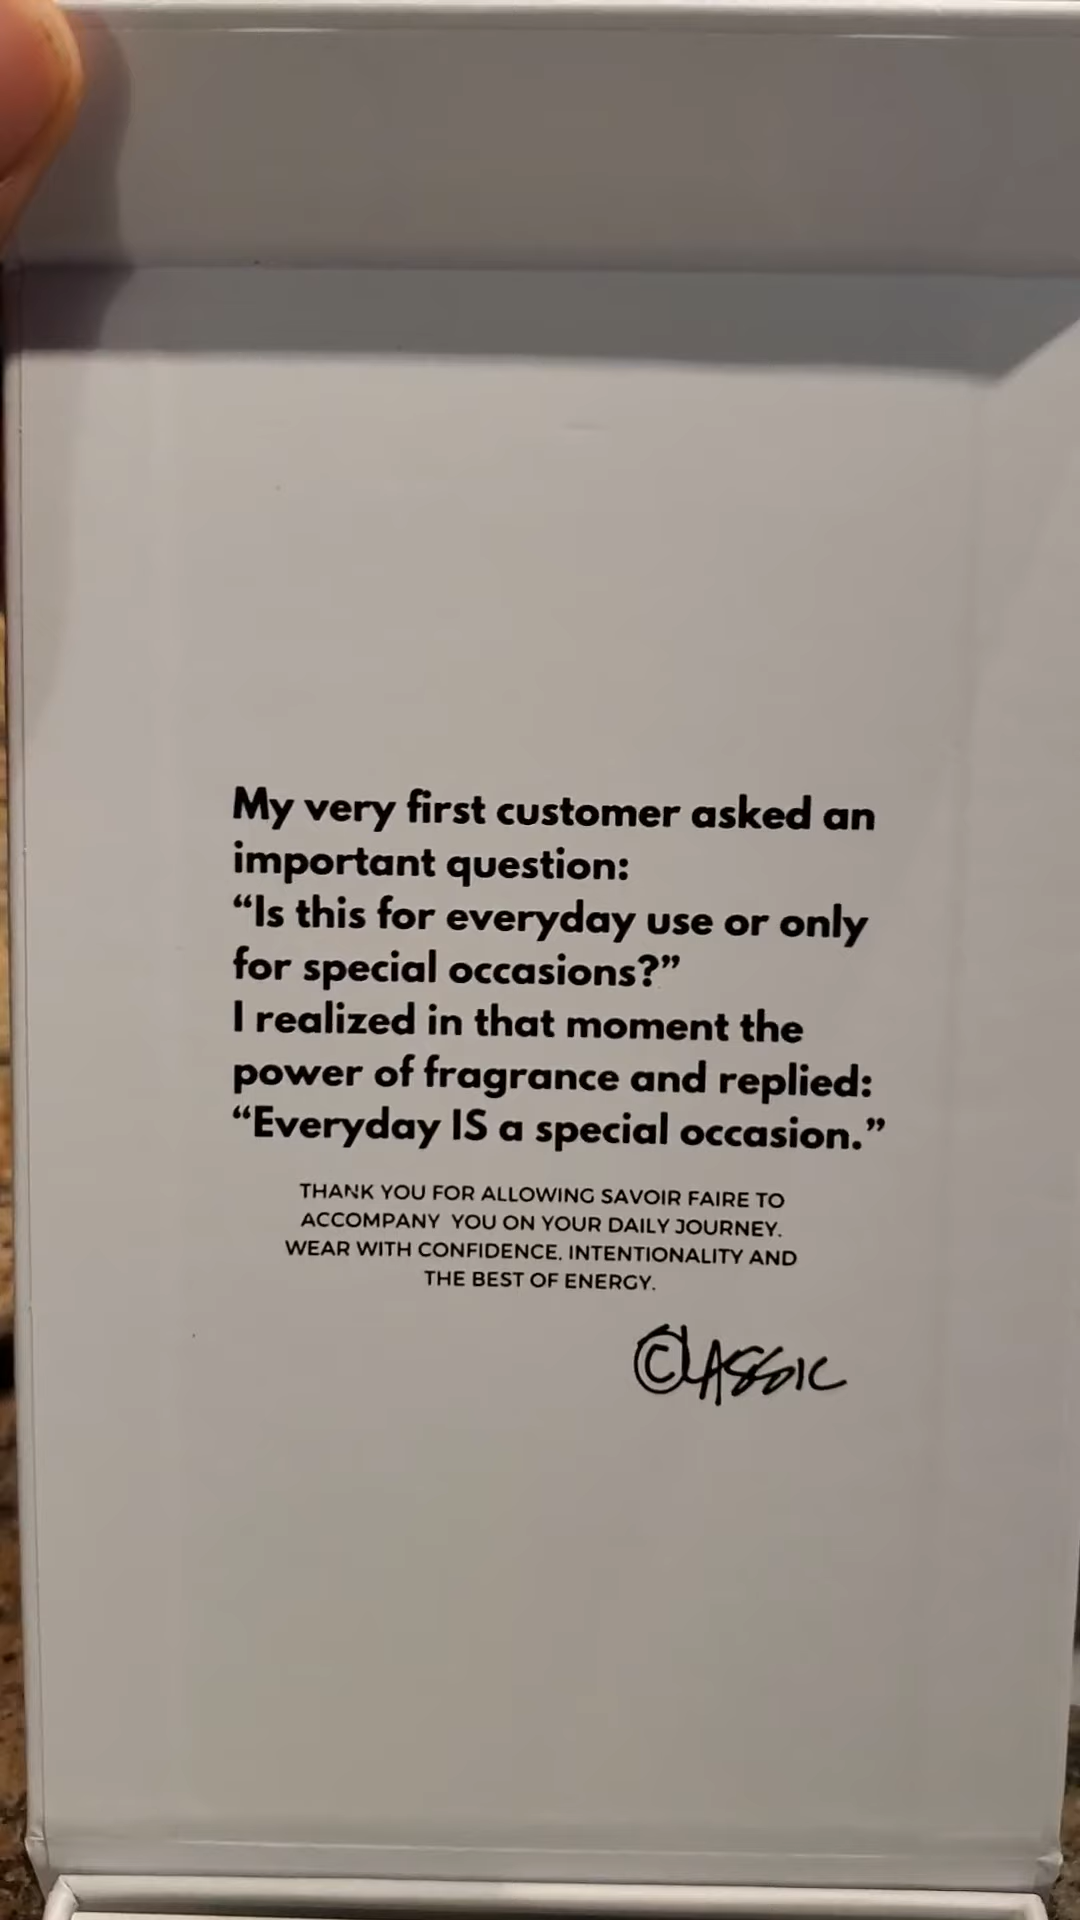 My very first customer asked an
important question:
“Is this for everyday use or only
for special occasions?”
I realized in that moment the
power of fragrance and replied:
“Everyday IS a special occasion.”
THANK YOU FOR ALLOWING SAVOIR FAIRE TO
ACCOMPANY YOU ON YOUR DAILY JOURNEY.
WEAR WITH CONFIDENCE. INTENTIONALITY AND
THE BEST OF ENERGY.
©LASSIC